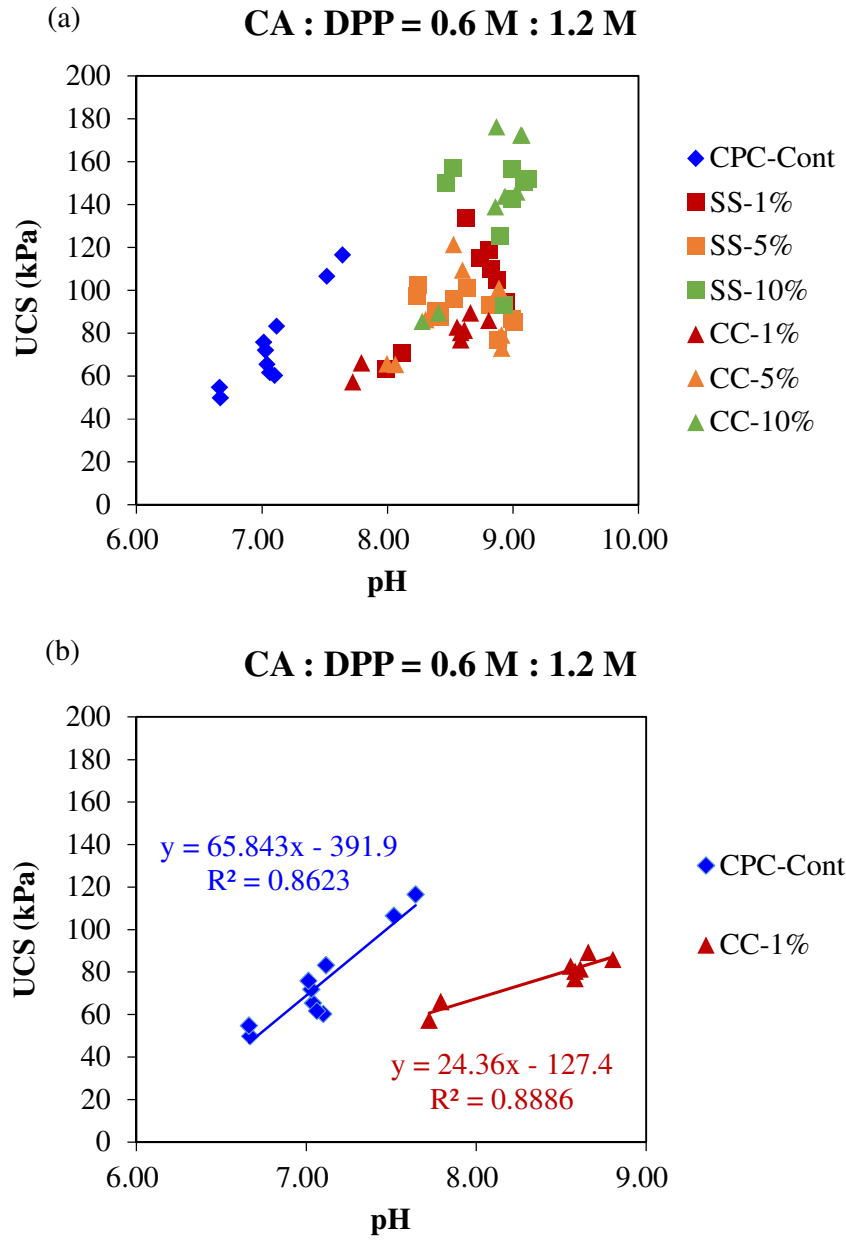 (a)
CA : DPP = 0.6 M : 1.2 M
200
180
160
140
120
100
80
60
40
20
0
UCS (kPa)
6.00 7.00 8.00 9.00 10.00
pH
CPC-Cont
SS-1%
SS-5%
SS-10%
CC-1%
CC-5%
CC-10%
(b)
CA : DPP = 0.6 M : 1.2 M
200
180
160
140
120
100
80
60
40
20
0
UCS (kPa)
y = 65.843x - 391.9
R² = 0.8623
y = 24.36x - 127.4
R² = 0.8886
6.00 7.00 8.00 9.00
pH
CPC-Cont
CC-1%